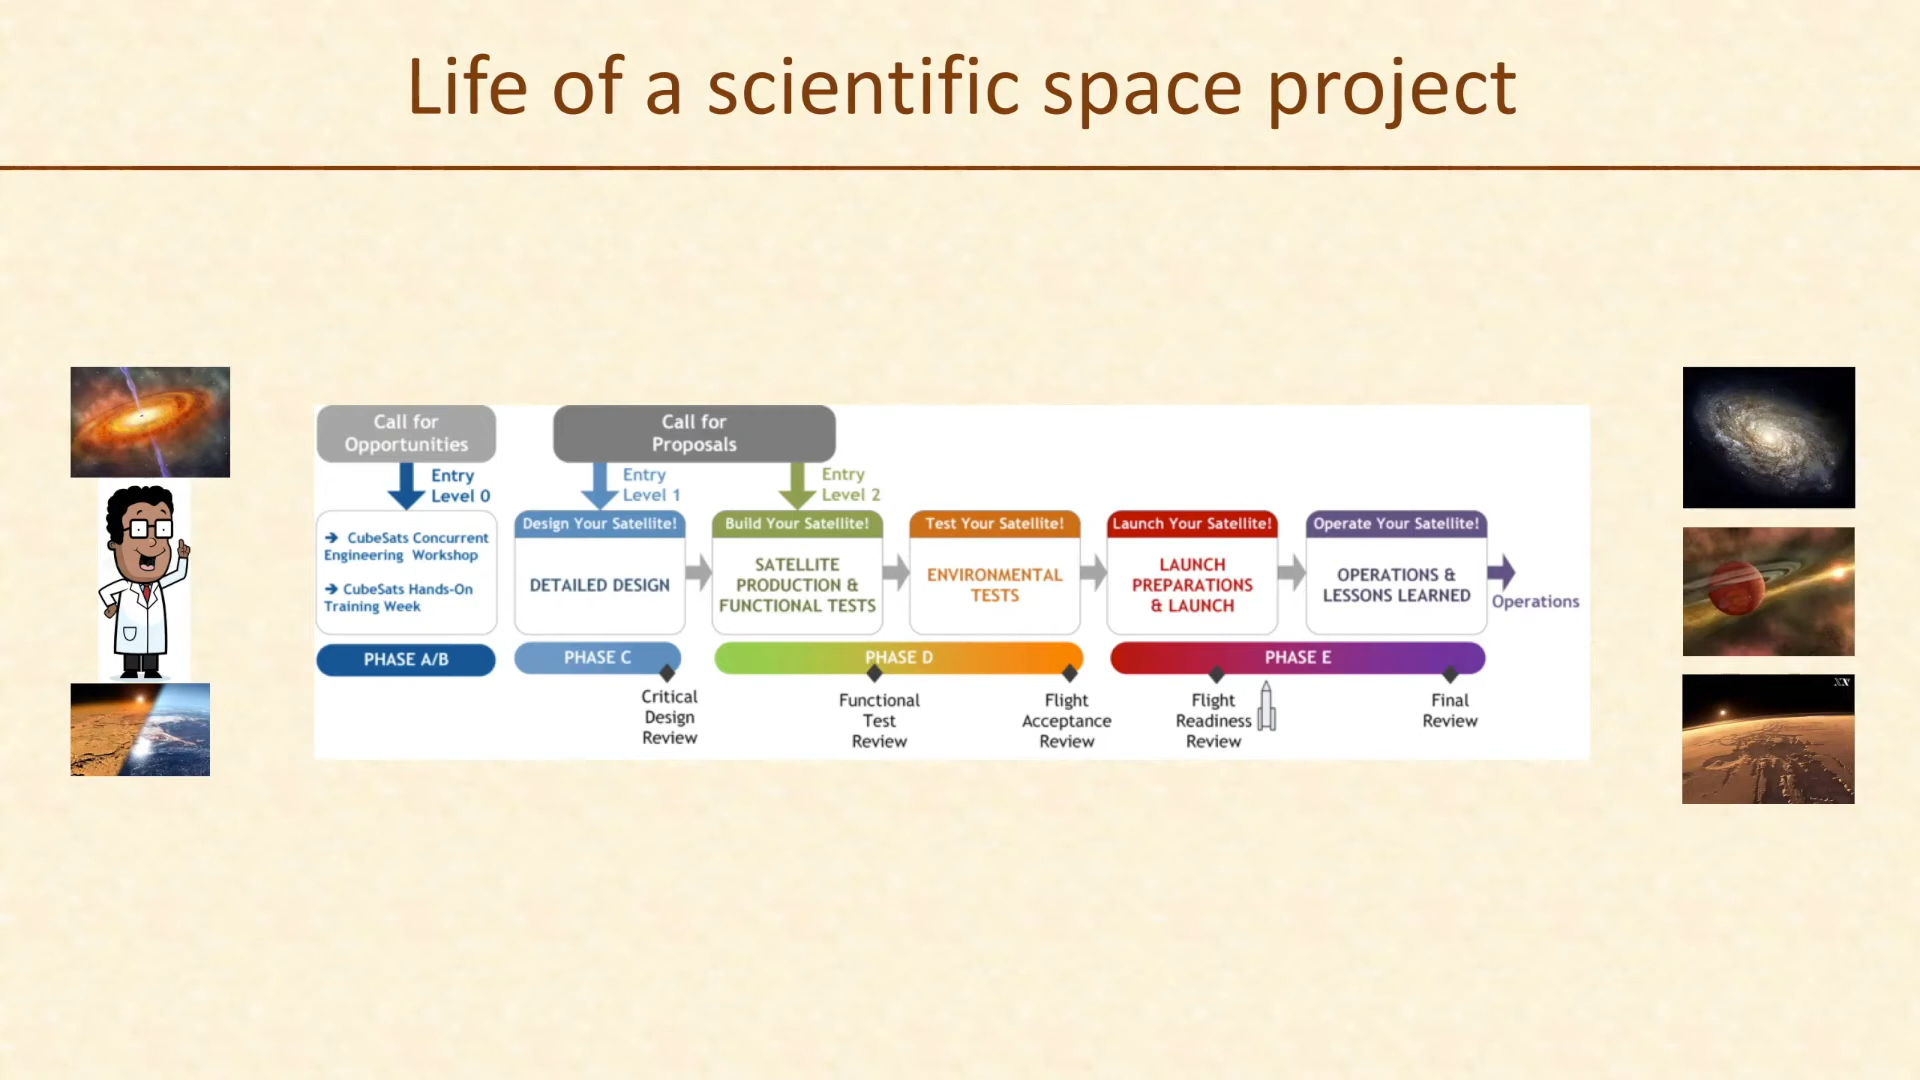 Life of a scientific space project
Call for
Opportunities
Call for
Proposals
Entry
Level 0
Entry
Level 1
Entry
Level 2
➔ CubeSats Concurrent
Engineering Workshop
➔ CubeSats Hands-On
Training Week
Design Your Satellite!
DETAILED DESIGN
Build Your Satellite!
SATELLITE
PRODUCTION &
FUNCTIONAL TESTS
Test Your Satellite!
ENVIRONMENTAL
TESTS
Launch Your Satellite!
LAUNCH
PREPARATIONS
& LAUNCH
Operate Your Satellite!
OPERATIONS &
LESSONS LEARNED
Operations
PHASE A/B
PHASE C
PHASE D
PHASE E
Critical
Design
Review
Functional
Test
Review
Flight
Acceptance
Review
Flight
Readiness
Review
Final
Review
XX